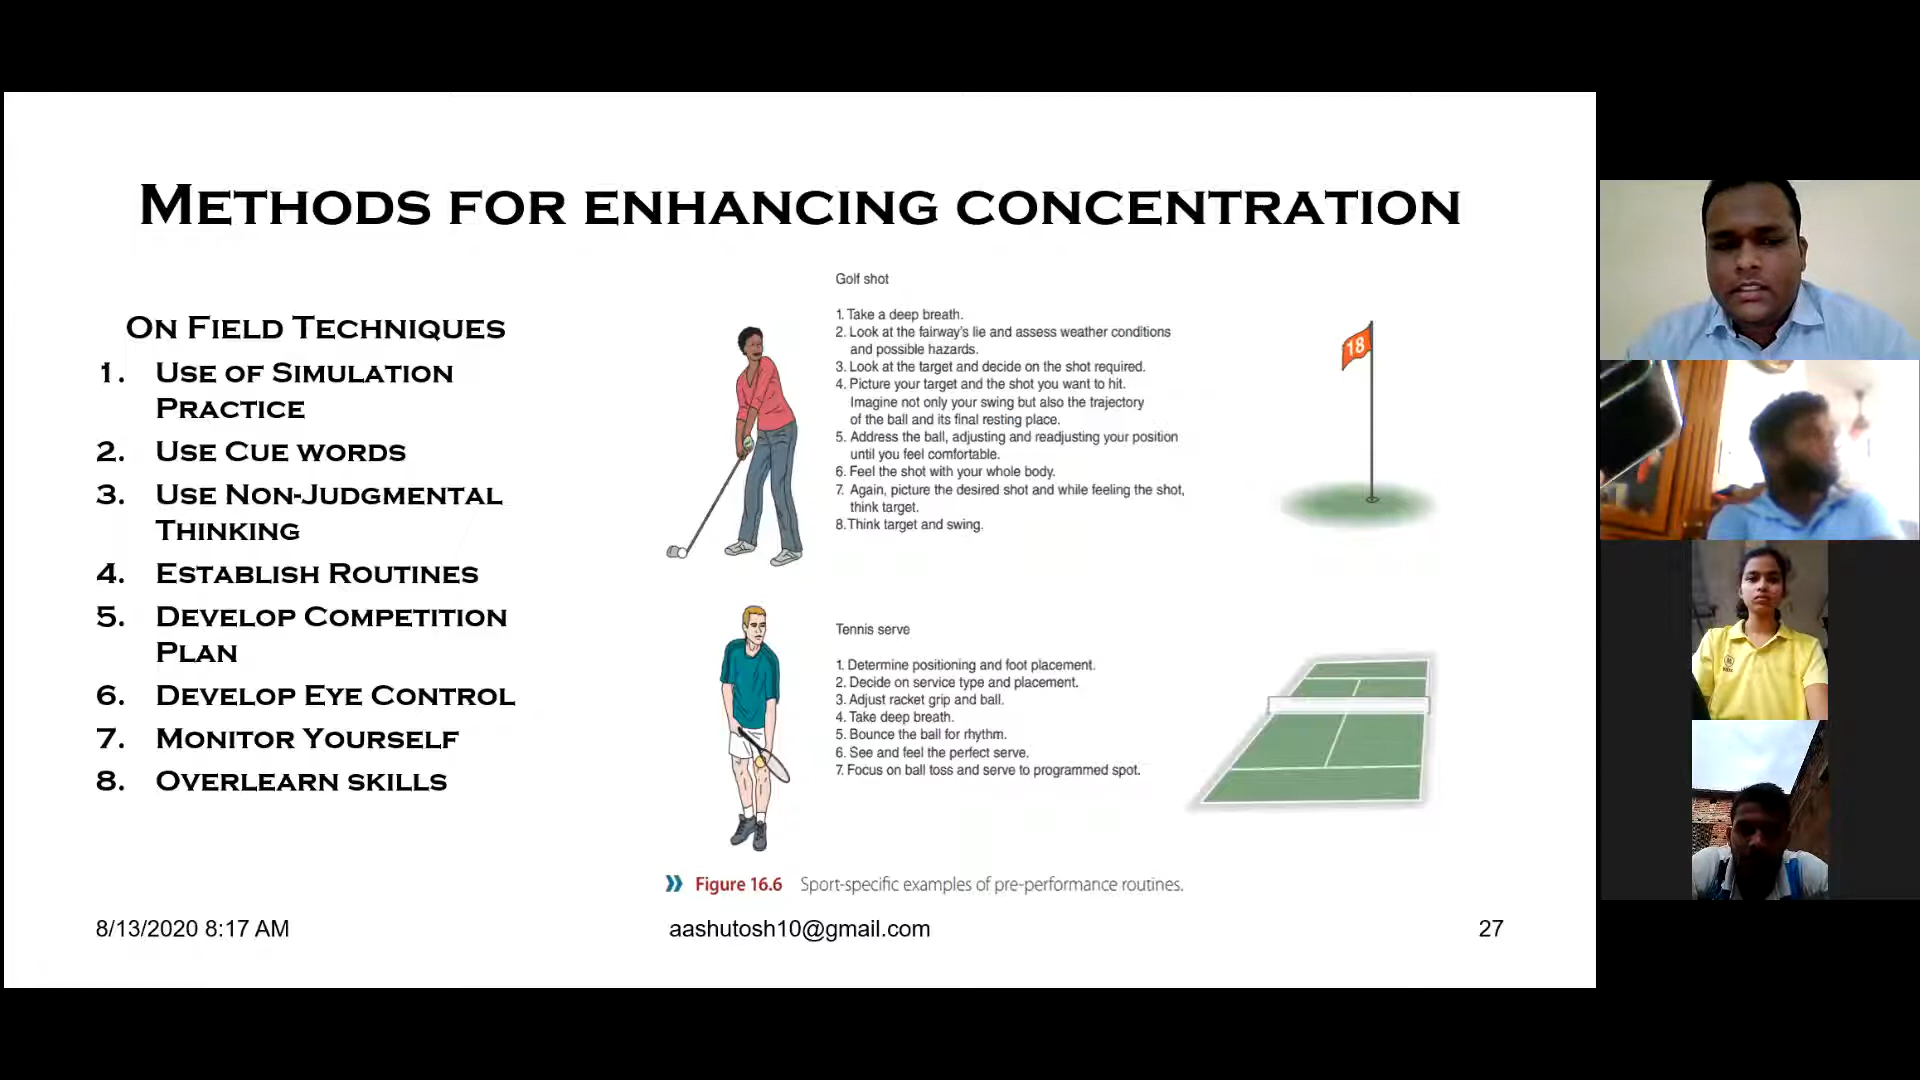 METHODS FOR ENHANCING CONCENTRATION
ON FIELD TECHNIQUES
1. USE OF SIMULATION
PRACTICE
2. USE CUE WORDS
3. USE NON-JUDGMENTAL
THINKING
4. ESTABLISH ROUTINES
5. DEVELOP COMPETITION
PLAN
6. DEVELOP EYE CONTROL
7. MONITOR YOURSELF
8. OVERLEARN SKILLS
Golf shot
1. Take a deep breath.
2. Look at the fairway's lie and assess weather conditions
and possible hazards.
3. Look at the target and decide on the shot required.
4. Picture your target and the shot you want to hit.
Imagine not only your swing but also the trajectory
of the ball and its final resting place.
5. Address the ball, adjusting and readjusting your position
until you feel comfortable.
6. Feel the shot with your whole body.
7. Again, picture the desired shot and while feeling the shot,
think target.
8. Think target and swing.
18
Tennis serve
1. Determine positioning and foot placement.
2. Decide on service type and placement.
3. Adjust racket grip and ball.
4. Take deep breath.
5. Bounce the ball for rhythm.
6. See and feel the perfect serve.
7. Focus on ball toss and serve to programmed spot.
Figure 16.6 Sport-specific examples of pre-performance routines.
8/13/2020 8:17 AM
aashutosh10@gmail.com
27